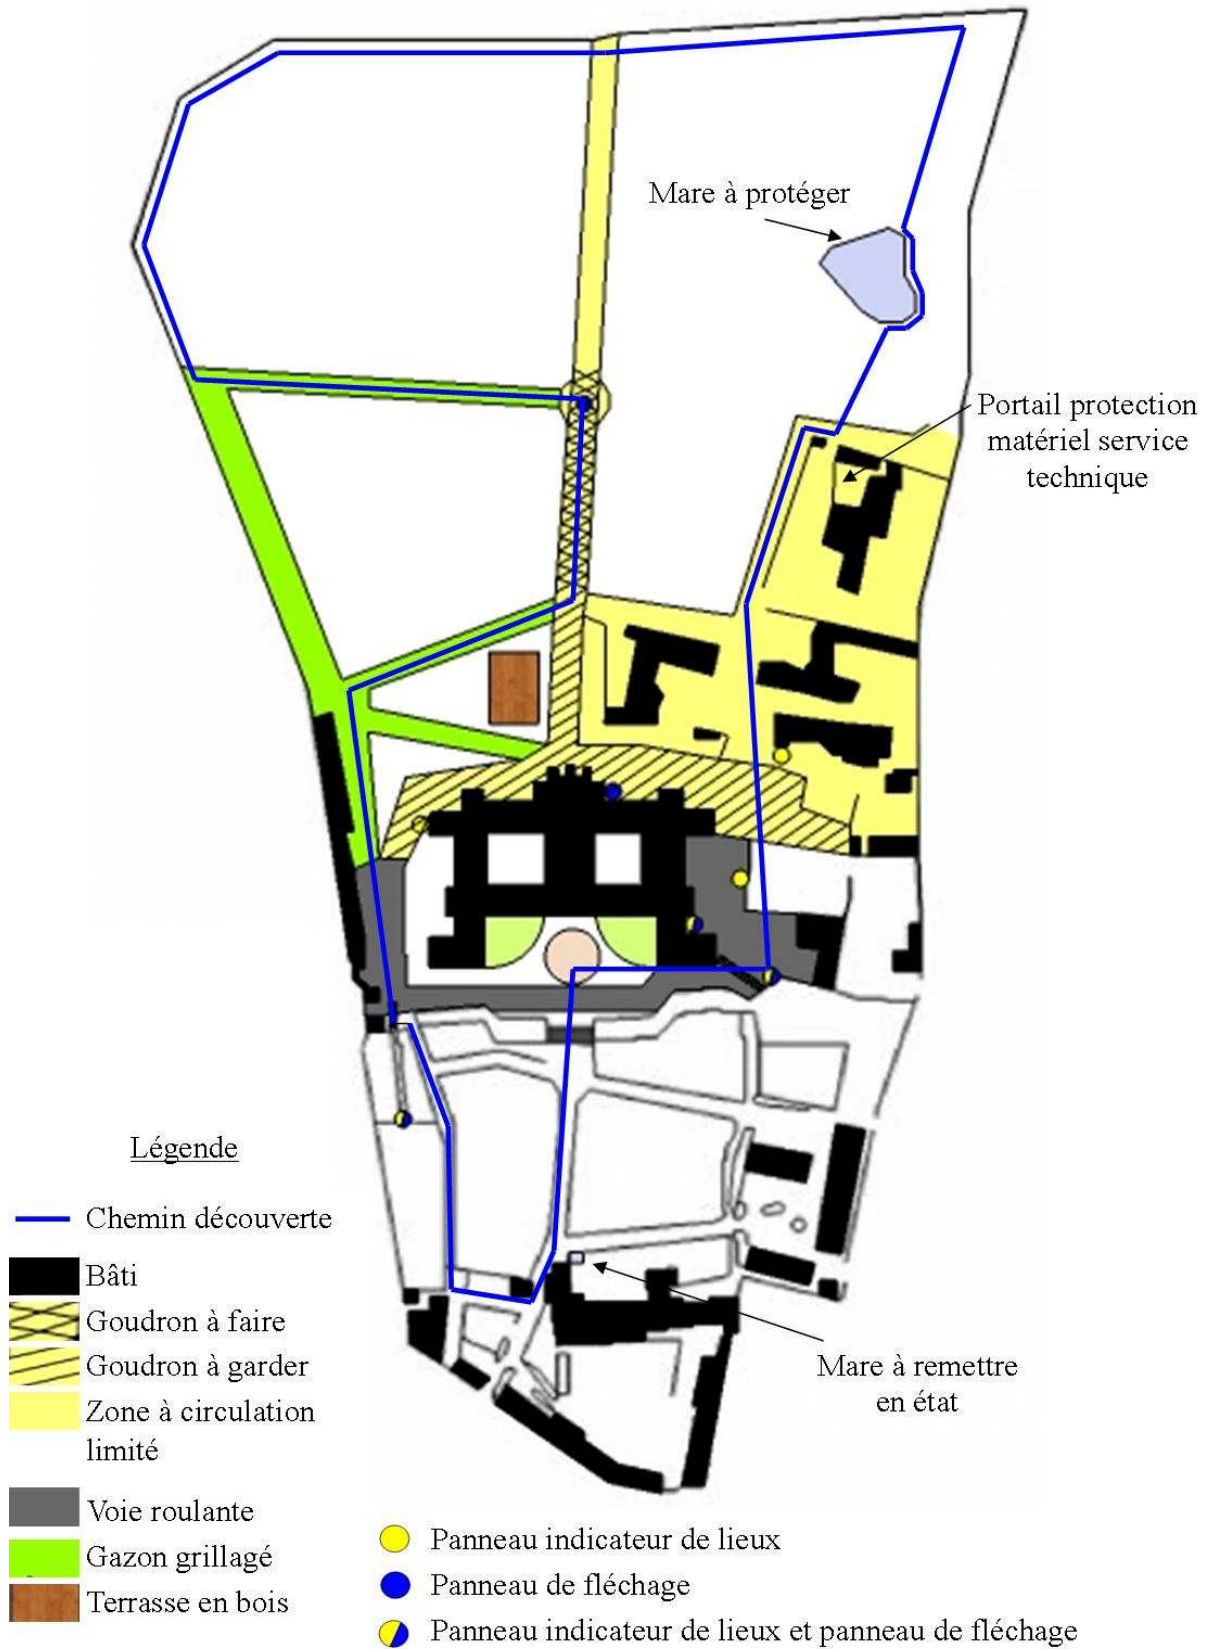 Mare à protéger
Portail protection
matériel service
technique
Légende
Chemin découverte
Bâti
Goudron à faire
Goudron à garder
Zone à circulation
limité
Voie roulante
Gazon grillagé
Terrasse en bois
Mare à remettre
en état
Panneau indicateur de lieux
Panneau de fléchage
Panneau indicateur de lieux et panneau de fléchage